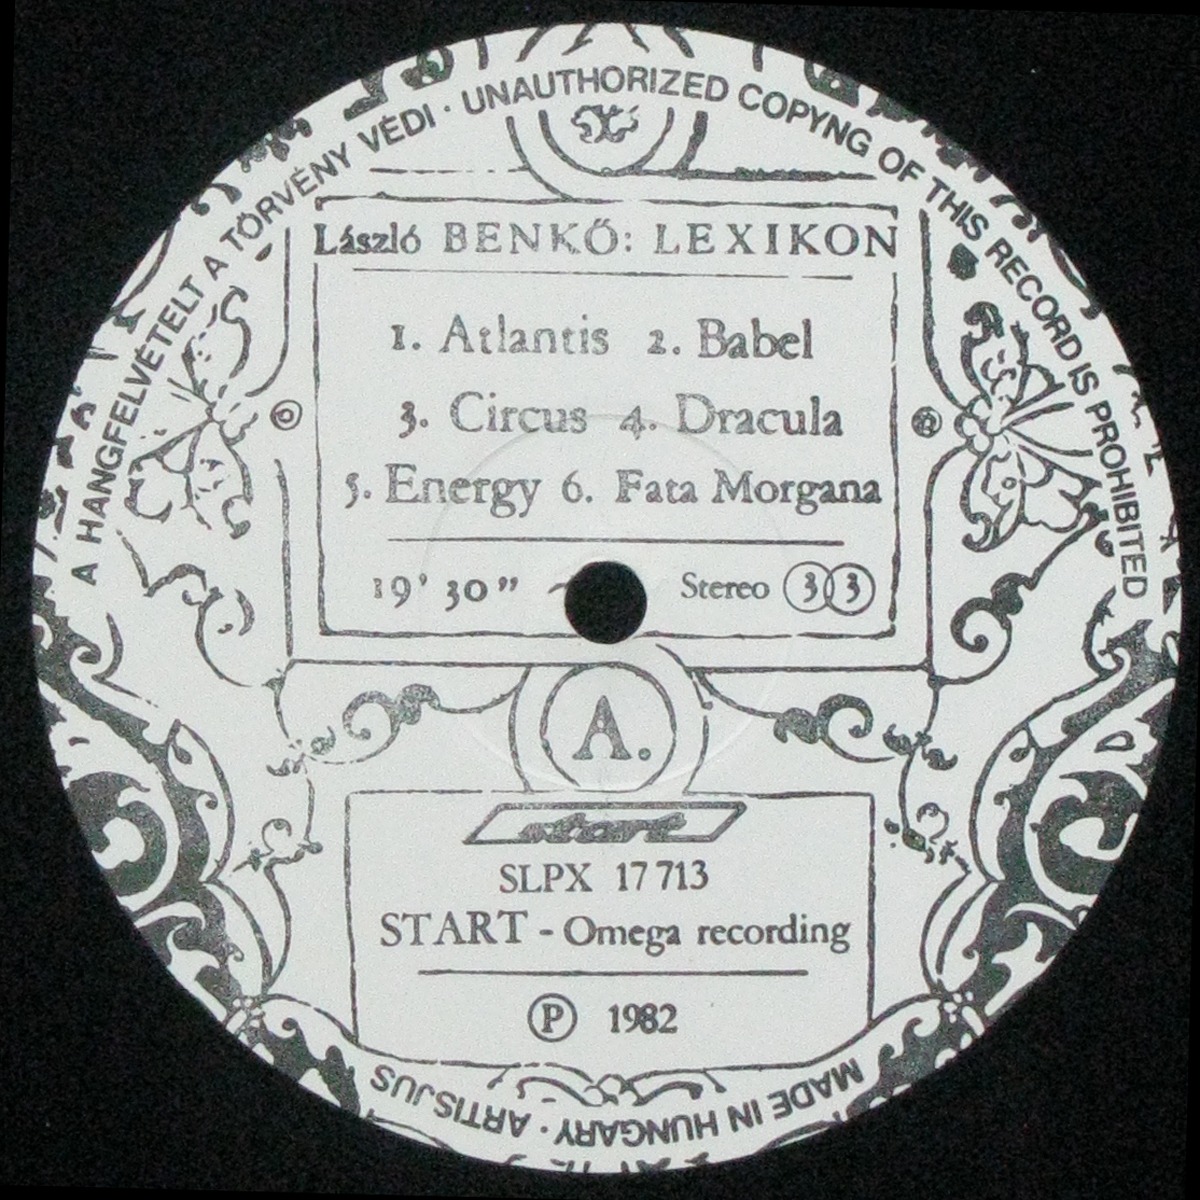 A HANGFELVÉTELT A TÖRVÉNY VÉDI · UNAUTHORIZED COPYNG OF THIS RECORD IS PROHIBITED
László BENKŐ: LEXIKON
1. Atlantis 2. Babel
3. Circus 4. Dracula
5. Energy 6. Fata Morgana
19' 30" Stereo 33
A.
start
SLPX 17 713
START - Omega recording
Ⓟ 1982
MADE IN HUNGARY · ARTISJUS